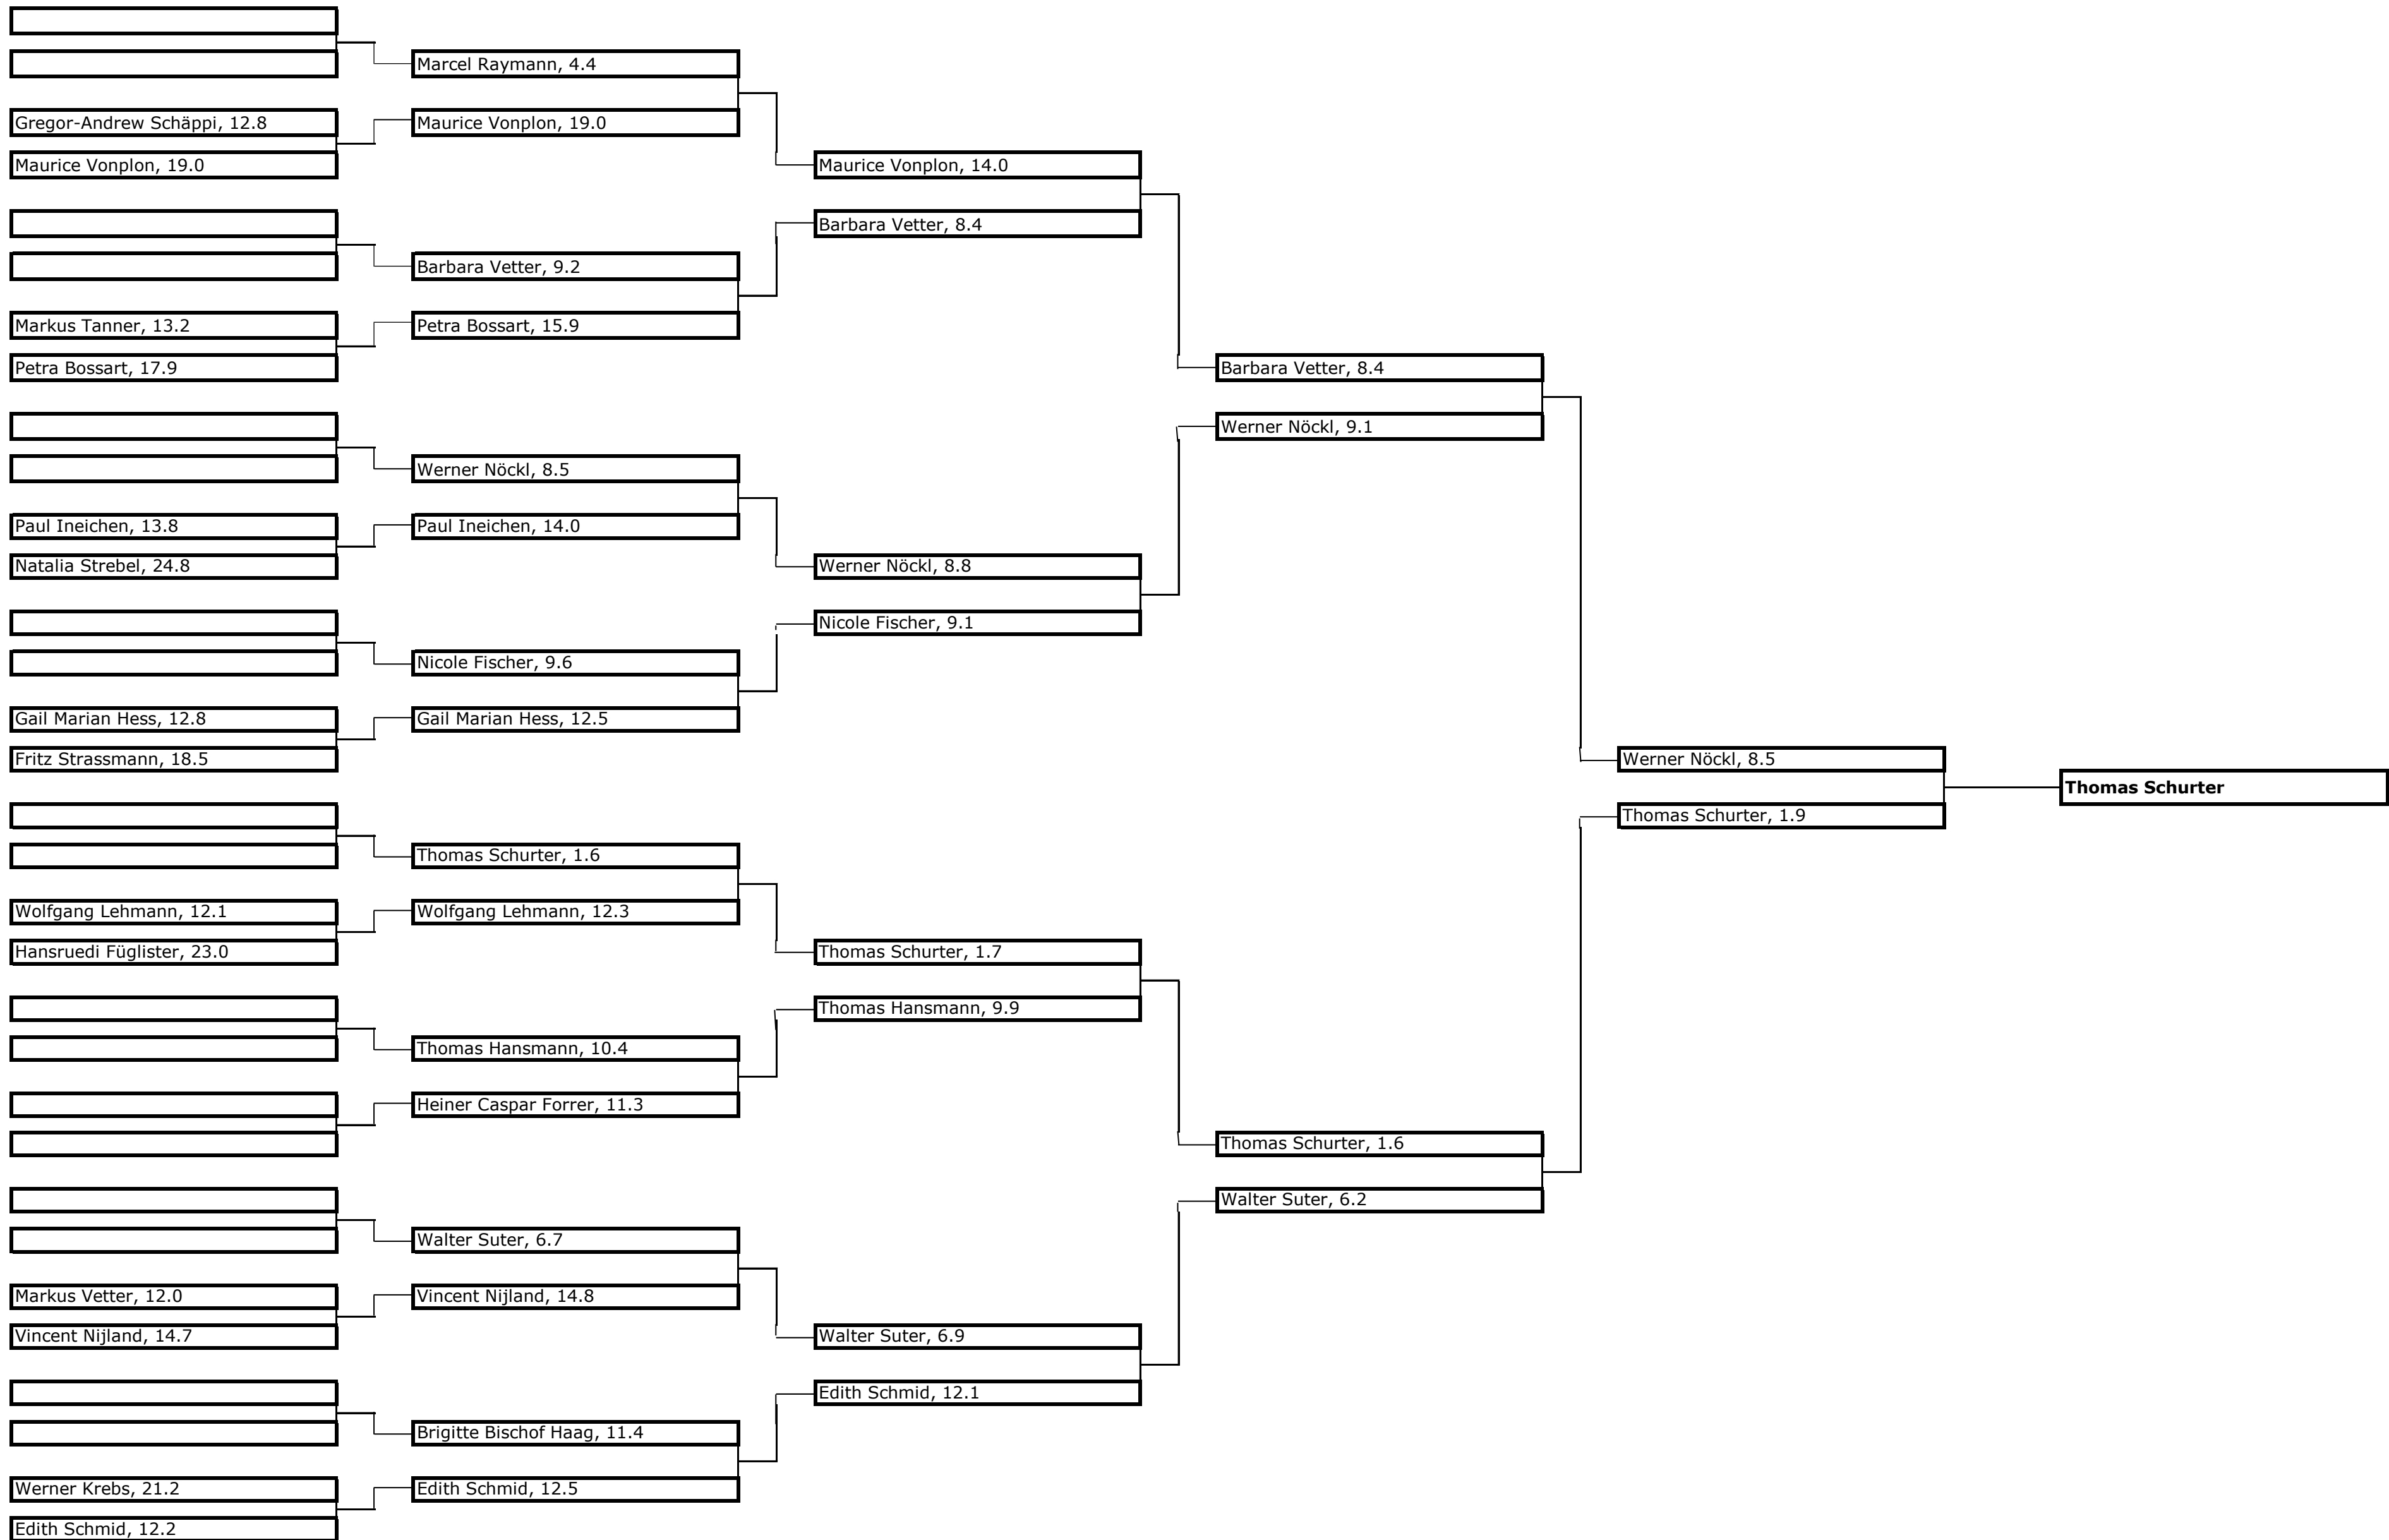 Marcel Raymann, 4.4
Gregor-Andrew Schäppi, 12.8
Maurice Vonplon, 19.0
Maurice Vonplon, 19.0
Maurice Vonplon, 14.0
Barbara Vetter, 8.4
Barbara Vetter, 9.2
Markus Tanner, 13.2
Petra Bossart, 15.9
Petra Bossart, 17.9
Barbara Vetter, 8.4
Werner Nöckl, 9.1
Werner Nöckl, 8.5
Paul Ineichen, 13.8
Paul Ineichen, 14.0
Natalia Strebel, 24.8
Werner Nöckl, 8.8
Nicole Fischer, 9.1
Nicole Fischer, 9.6
Gail Marian Hess, 12.8
Gail Marian Hess, 12.5
Fritz Strassmann, 18.5
Werner Nöckl, 8.5
Thomas Schurter
Thomas Schurter, 1.9
Thomas Schurter, 1.6
Wolfgang Lehmann, 12.1
Wolfgang Lehmann, 12.3
Hansruedi Füglister, 23.0
Thomas Schurter, 1.7
Thomas Hansmann, 9.9
Thomas Hansmann, 10.4
Heiner Caspar Forrer, 11.3
Thomas Schurter, 1.6
Walter Suter, 6.2
Walter Suter, 6.7
Markus Vetter, 12.0
Vincent Nijland, 14.8
Vincent Nijland, 14.7
Walter Suter, 6.9
Edith Schmid, 12.1
Brigitte Bischof Haag, 11.4
Werner Krebs, 21.2
Edith Schmid, 12.5
Edith Schmid, 12.2